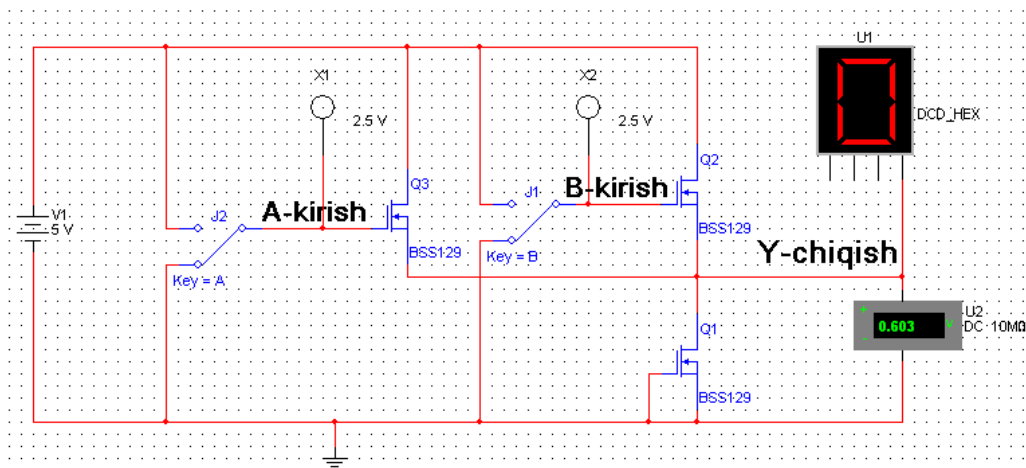 U1
X1
X2
2.5 V
2.5 V
DCD_HEX
0
Q2
Q3
J1
B-kirish
V1
5 V
J2
A-kirish
BSS129
Key = B
BSS129
Y-chiqish
Key = A
U2
0.603 V
DC 10MΩ
Q1
BSS129